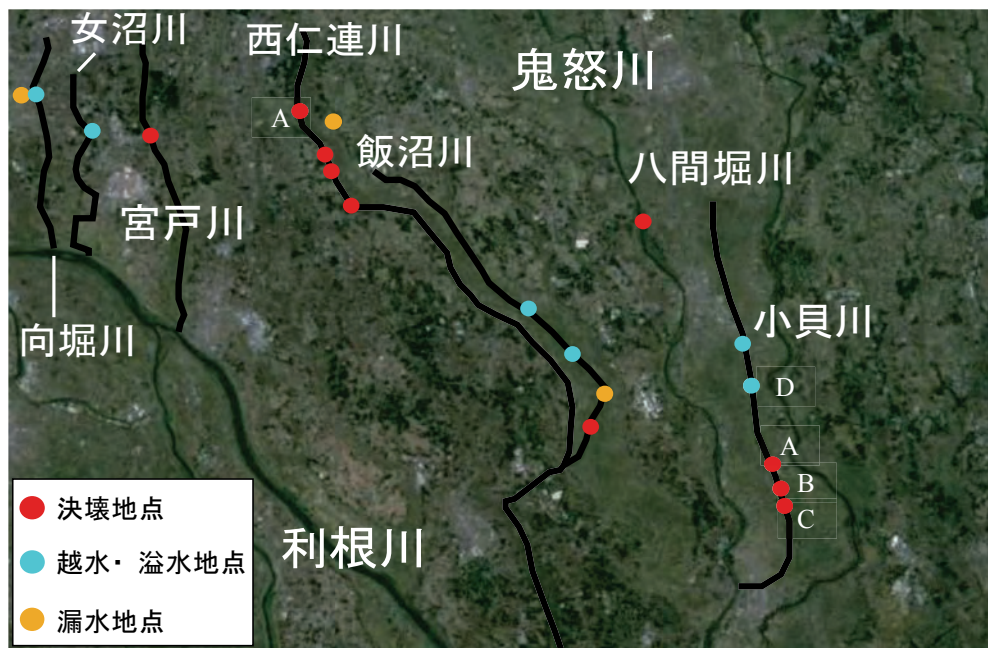 女沼川
西仁連川
鬼怒川
A
飯沼川
八間堀川
宮戸川
小貝川
向堀川
D
A
B
C
利根川
決壊地点
越水・溢水地点
漏水地点